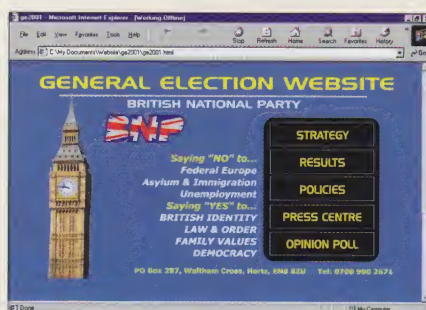 ge2001 - Microsoft Internet Explorer - [Working Offline]
File Edit View Favorites Tools Help
Stop Refresh Home Search Favorites History
Address C:\My Documents\Website\ge2001\ge2001.html
Go
GENERAL ELECTION WEBSITE
BRITISH NATIONAL PARTY
BNP
Saying "NO" to...
Federal Europe
Asylum & Immigration
Unemployment
Saying "YES" to...
BRITISH IDENTITY
LAW & ORDER
FAMILY VALUES
DEMOCRACY
STRATEGY
RESULTS
POLICIES
PRESS CENTRE
OPINION POLL
PO Box 287, Waltham Cross, Herts, EN8 8ZU Tel: 0700 900 2671
Done
My Computer